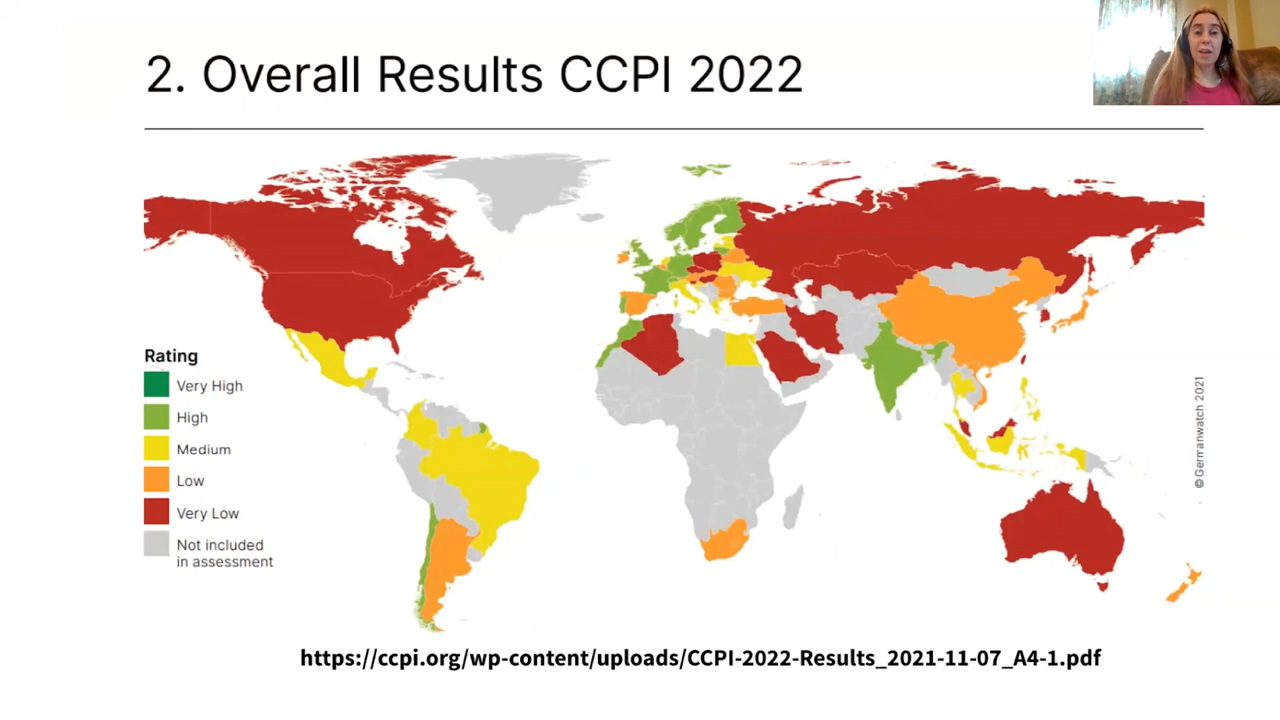 2. Overall Results CCPI 2022
Rating
Very High
High
Medium
Low
Very Low
Not included
in assessment
© Germanwatch 2021
https://ccpi.org/wp-content/uploads/CCPI-2022-Results_2021-11-07_A4-1.pdf